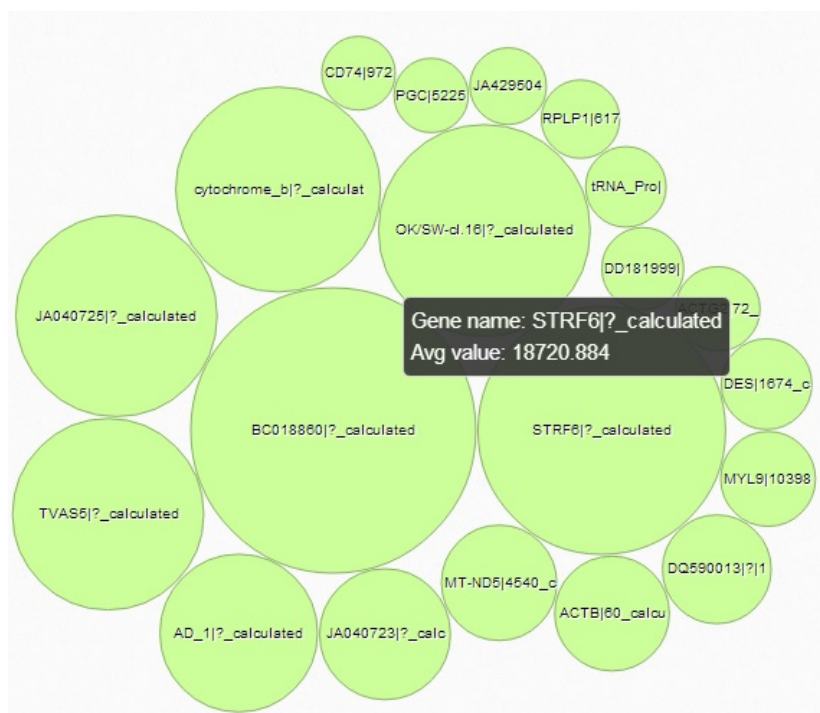 CD74|972
PGC|5225
JA429504
RPLP1|617
cytochrome_b|?_calculat
tRNA_Pro|
OK/SW-cl.16|?_calculated
DD181999|
JA040725|?_calculated
72_
Gene name: STRF6|?_calculated
Avg value: 18720.884
DES|1674_c
BC018860|?_calculated
STRF6|?_calculated
MYL9|10398
TVAS5|?_calculated
DQ590013|?|1
MT-ND5|4540_c
ACTB|60_calcu
AD_1|?_calculated
JA040723|?_calc